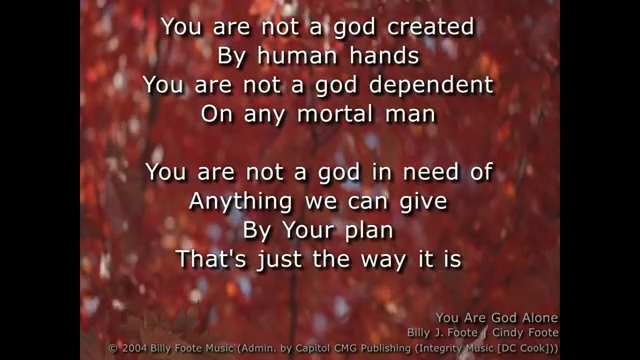 You are not a god created
By human hands
You are not a god dependent
On any mortal man
You are not a god in need of
Anything we can give
By Your plan
That's just the way it is
You Are God Alone
Billy J. Foote | Cindy Foote
© 2004 Billy Foote Music (Admin. by Capitol CMG Publishing (Integrity Music [DC Cook]))